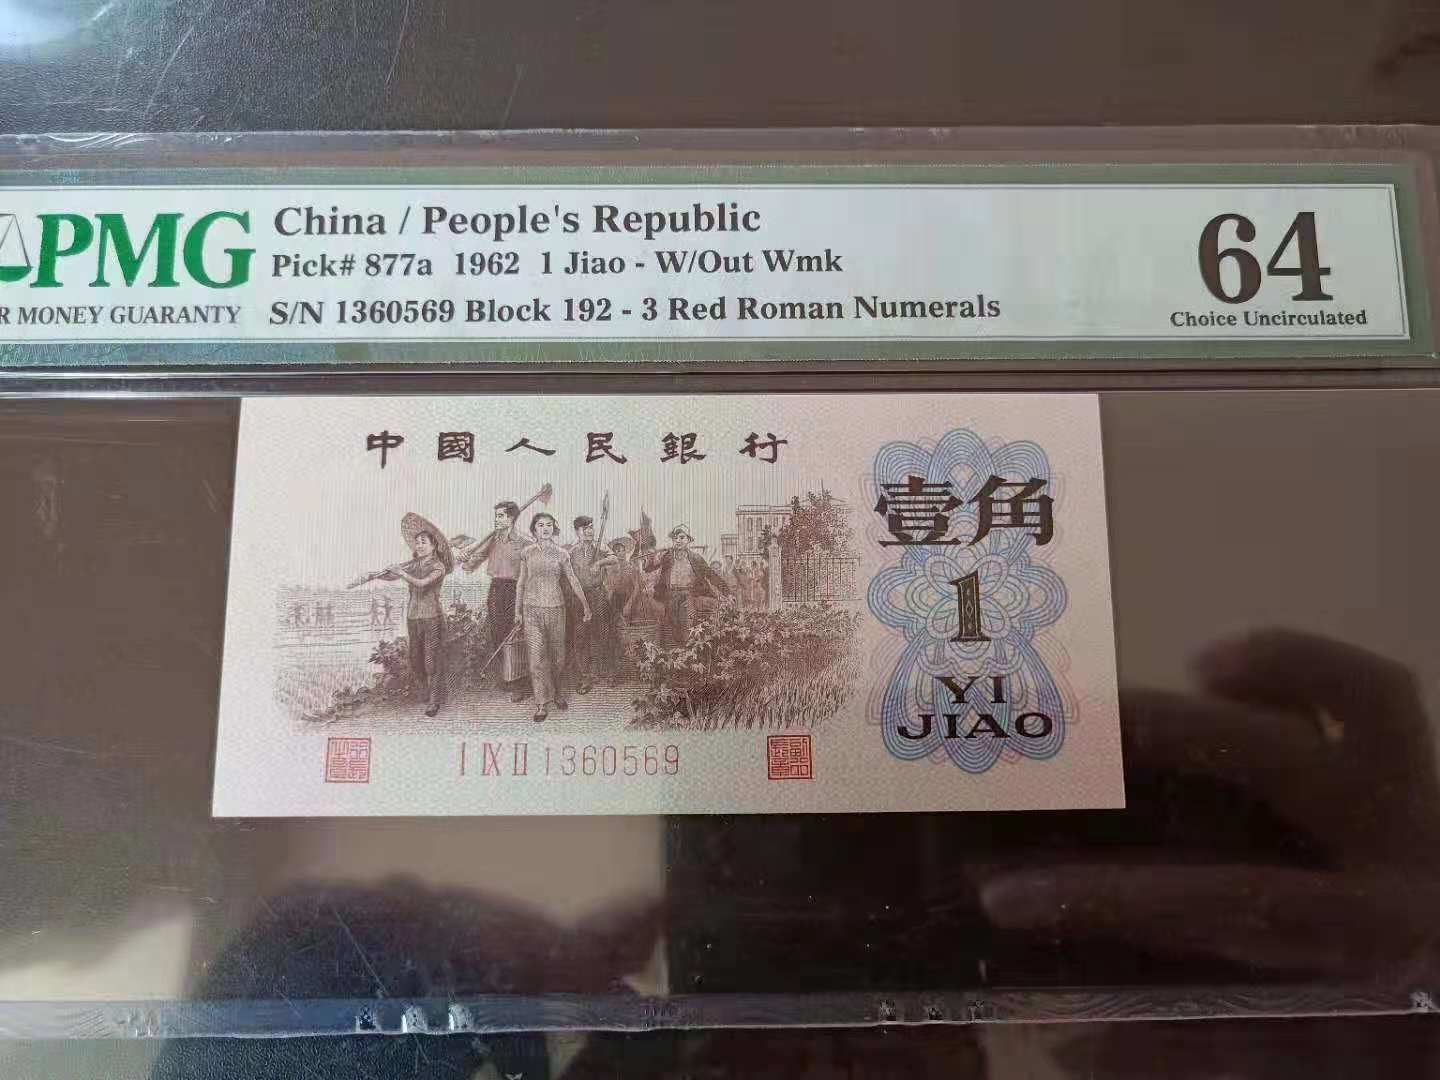 PMG
R MONEY GUARANTY
China / People's Republic
Pick# 877a 1962 1 Jiao - W/Out Wmk
S/N 1360569 Block 192 - 3 Red Roman Numerals
64
Choice Uncirculated
中國人民銀行
壹角
1
YI
JIAO
I IX II 1360569